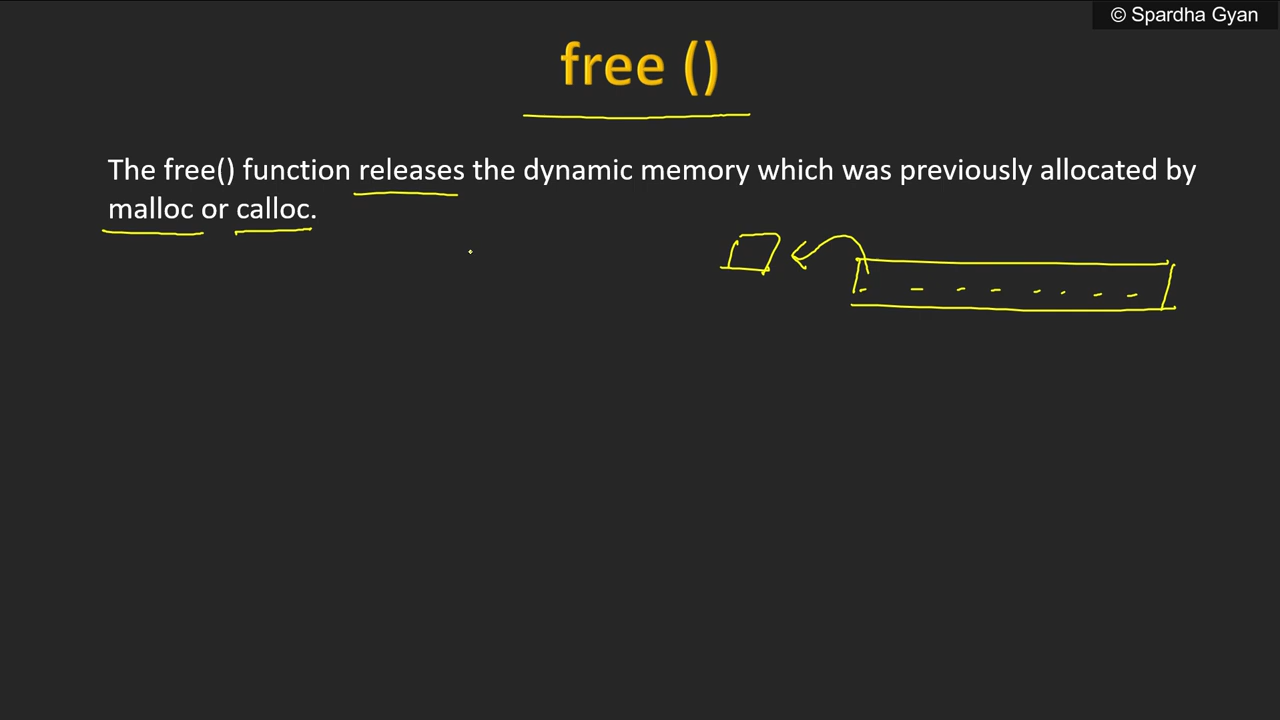 © Spardha Gyan
free ()
The free() function releases the dynamic memory which was previously allocated by
malloc or calloc.